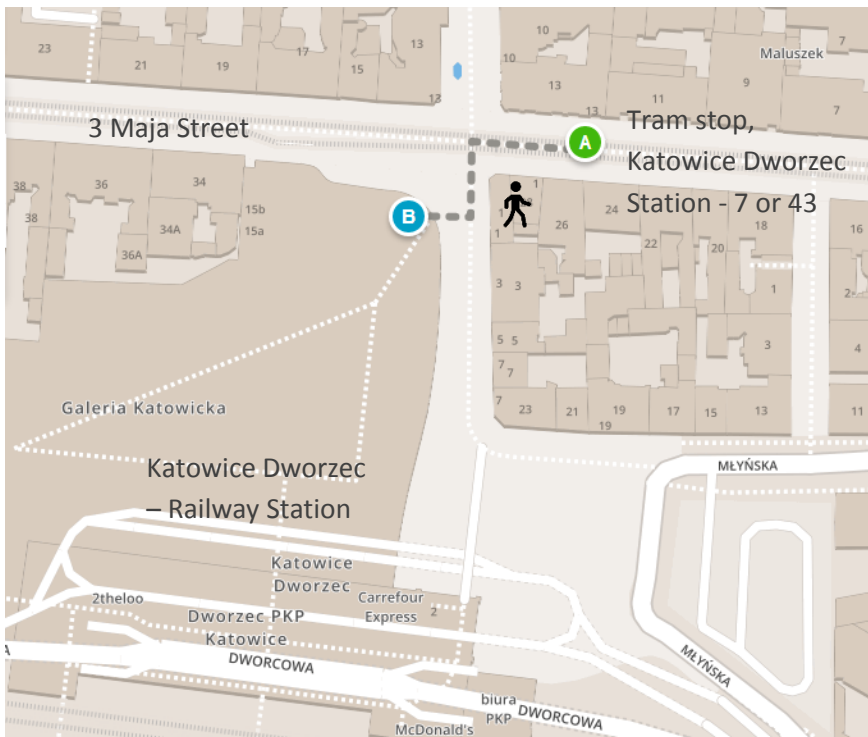 23
21
19
17
15
13
13
10
10
13
11
13
9
Maluszek
7
7
3 Maja Street
A
Tram stop,
Katowice Dworzec
Station - 7 or 43
B
38
38
36
34
34A
36A
15b
15a
1
1
1
26
24
22
20
18
16
2-
1
3
3
3
4
5
5
7
7
7
23
21
19
19
17
15
13
11
Galeria Katowicka
Katowice Dworzec
– Railway Station
MŁYŃSKA
Katowice
Dworzec
2theloo
Carrefour
Express
2
Dworzec PKP
Katowice
DWORCOWA
A
MŁYŃSKA
biura
PKP
DWORCOWA
McDonald's